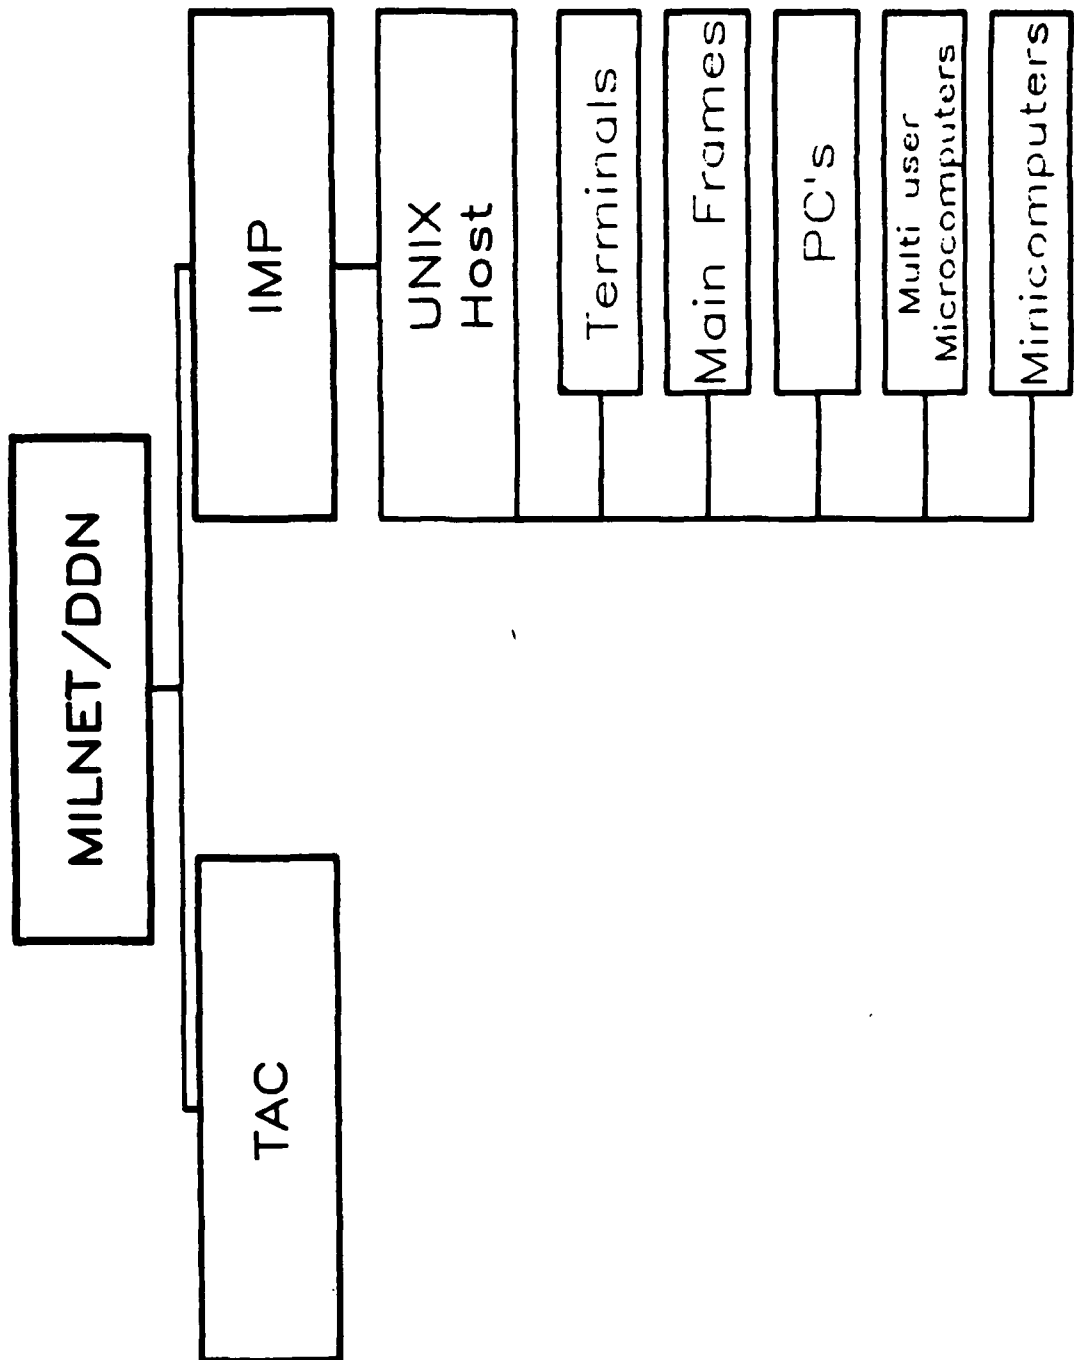 MILNET/DDN
TAC
IMP
UNIX
Host
Terminals
Main Frames
PC's
Multi user
Microcomputers
Minicomputers